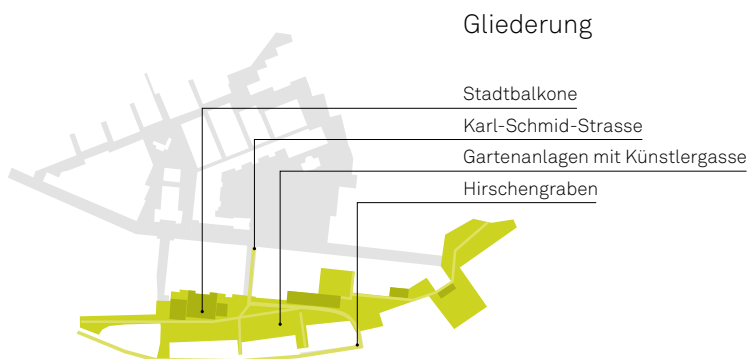 Gliederung
Stadtbalkone
Karl-Schmid-Strasse
Gartenanlagen mit Künstlergasse
Hirschengraben